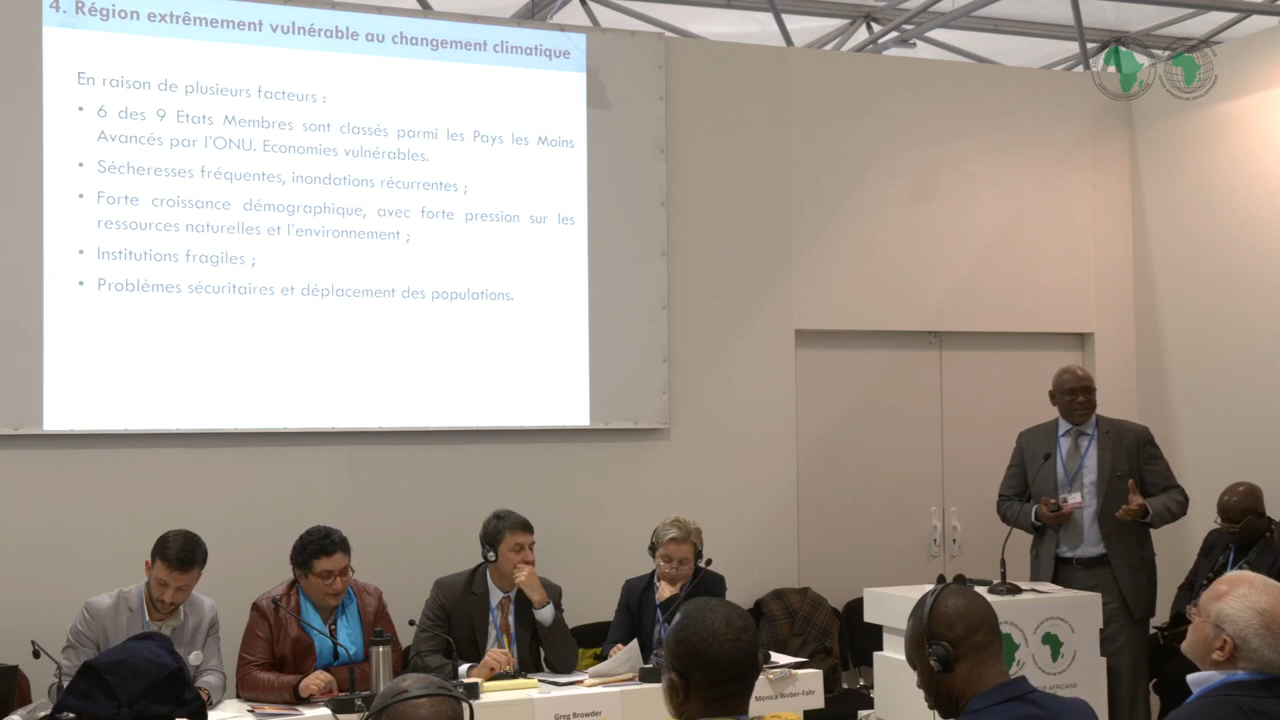 4. Région extrêmement vulnérable au changement climatique
En raison de plusieurs facteurs :
• 6 des 9 Etats Membres sont classés parmi les Pays les Moins
Avancés par l'ONU. Economies vulnérables.
• Sécheresses fréquentes, inondations récurrentes ;
• Forte croissance démographique, avec forte pression sur les
ressources naturelles et l'environnement ;
• Institutions fragiles ;
• Problèmes sécuritaires et déplacement des populations.
Greg Browder
Monica Weber-Fahr
AFRICAINE